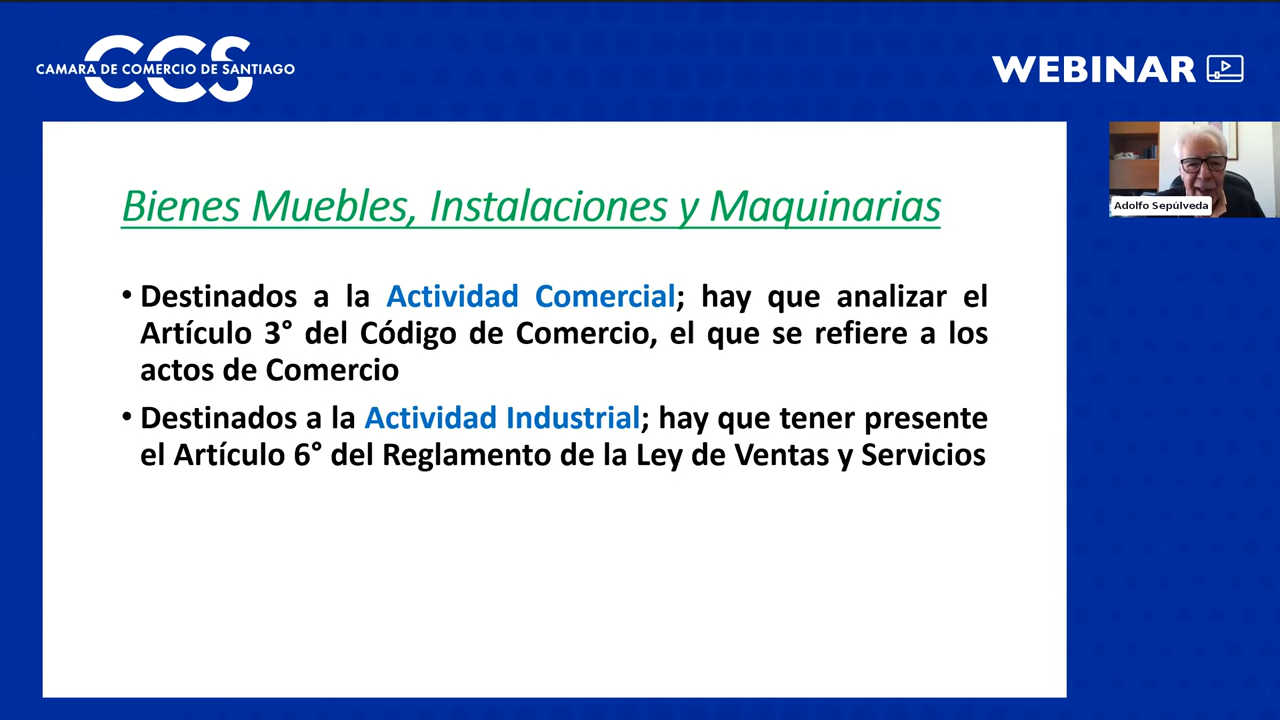 CCS
CAMARA DE COMERCIO DE SANTIAGO
WEBINAR
Bienes Muebles, Instalaciones y Maquinarias
• Destinados a la Actividad Comercial; hay que analizar el
Artículo 3° del Código de Comercio, el que se refiere a los
actos de Comercio
• Destinados a la Actividad Industrial; hay que tener presente
el Artículo 6° del Reglamento de la Ley de Ventas y Servicios
Adolfo Sepúlveda